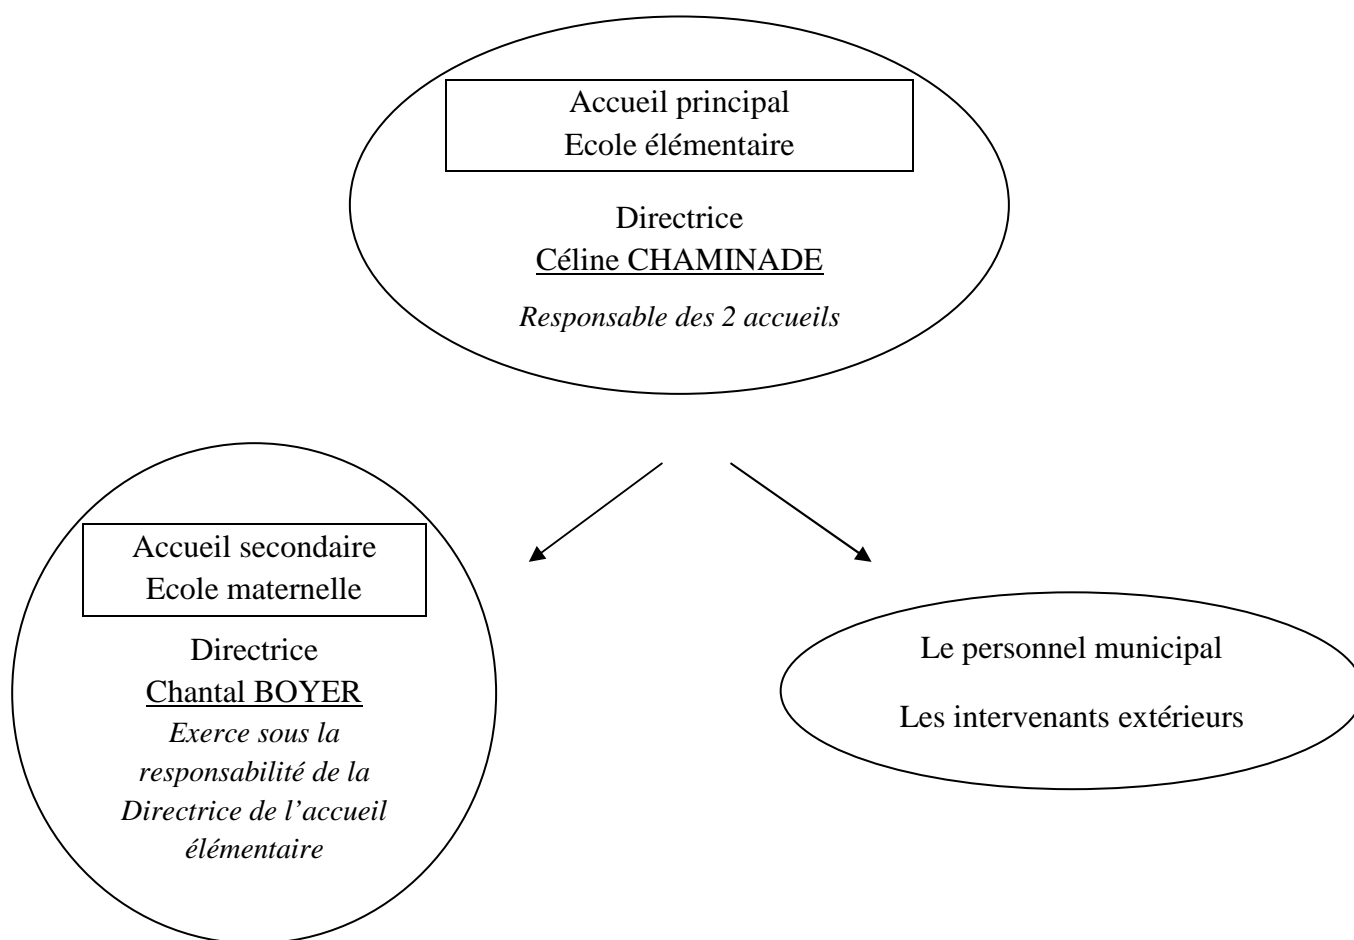 Accueil principal
Ecole élémentaire
Directrice
Céline CHAMINADE
Responsable des 2 accueils
Accueil secondaire
Ecole maternelle
Directrice
Chantal BOYER
Exerce sous la
responsabilité de la
Directrice de l’accueil
élémentaire
Le personnel municipal
Les intervenants extérieurs